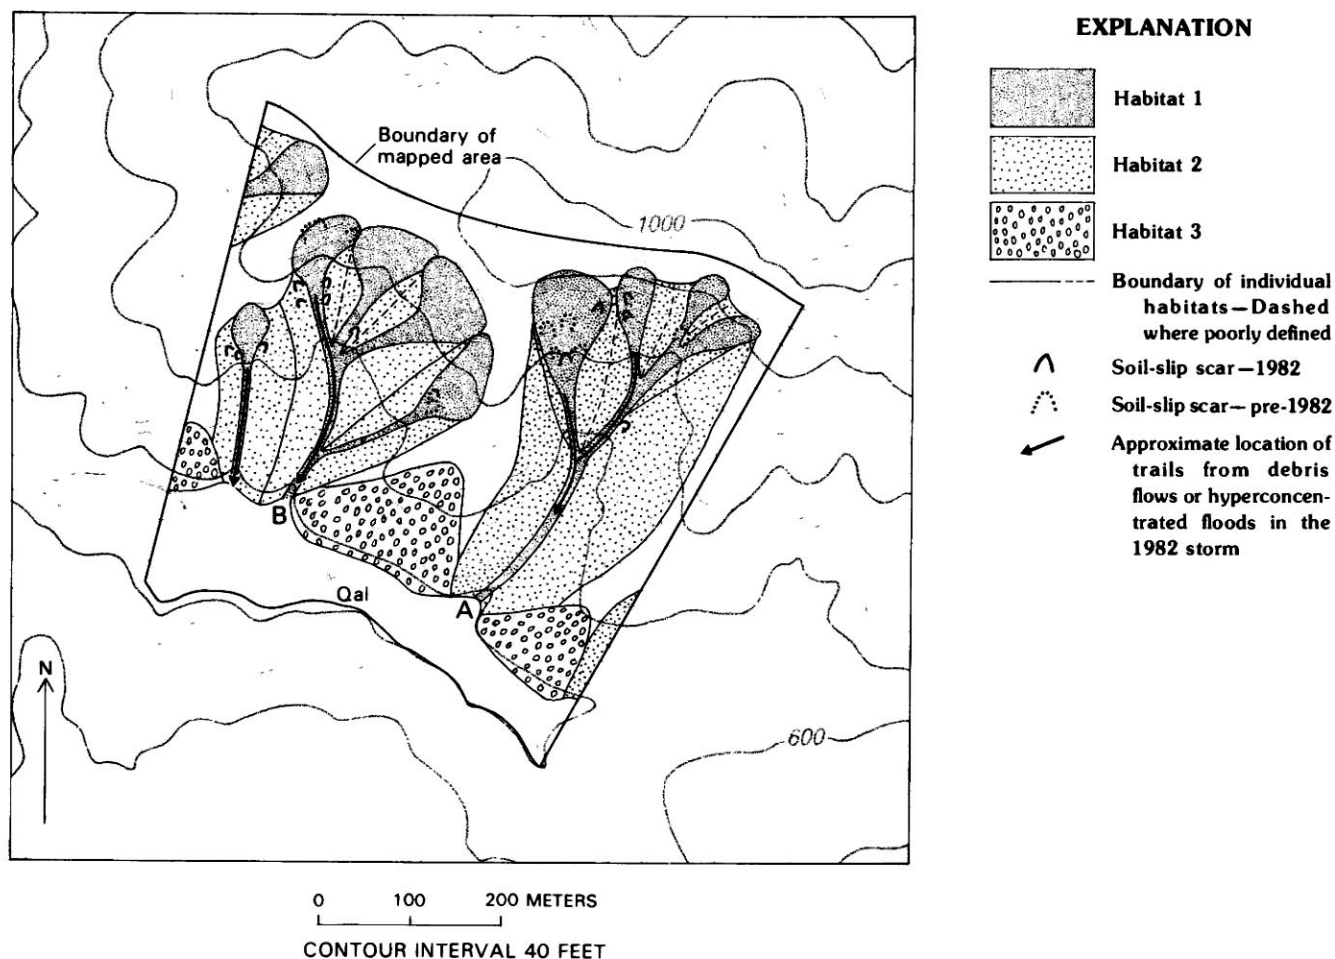 EXPLANATION
Habitat 1
Habitat 2
Habitat 3
Boundary of individual
habitats—Dashed
where poorly defined
Soil-slip scar—1982
Soil-slip scar—pre-1982
Approximate location of
trails from debris
flows or hyperconcen-
trated floods in the
1982 storm
Boundary of
mapped area
1000
B
A
Qal
N
600
0 100 200 METERS
CONTOUR INTERVAL 40 FEET